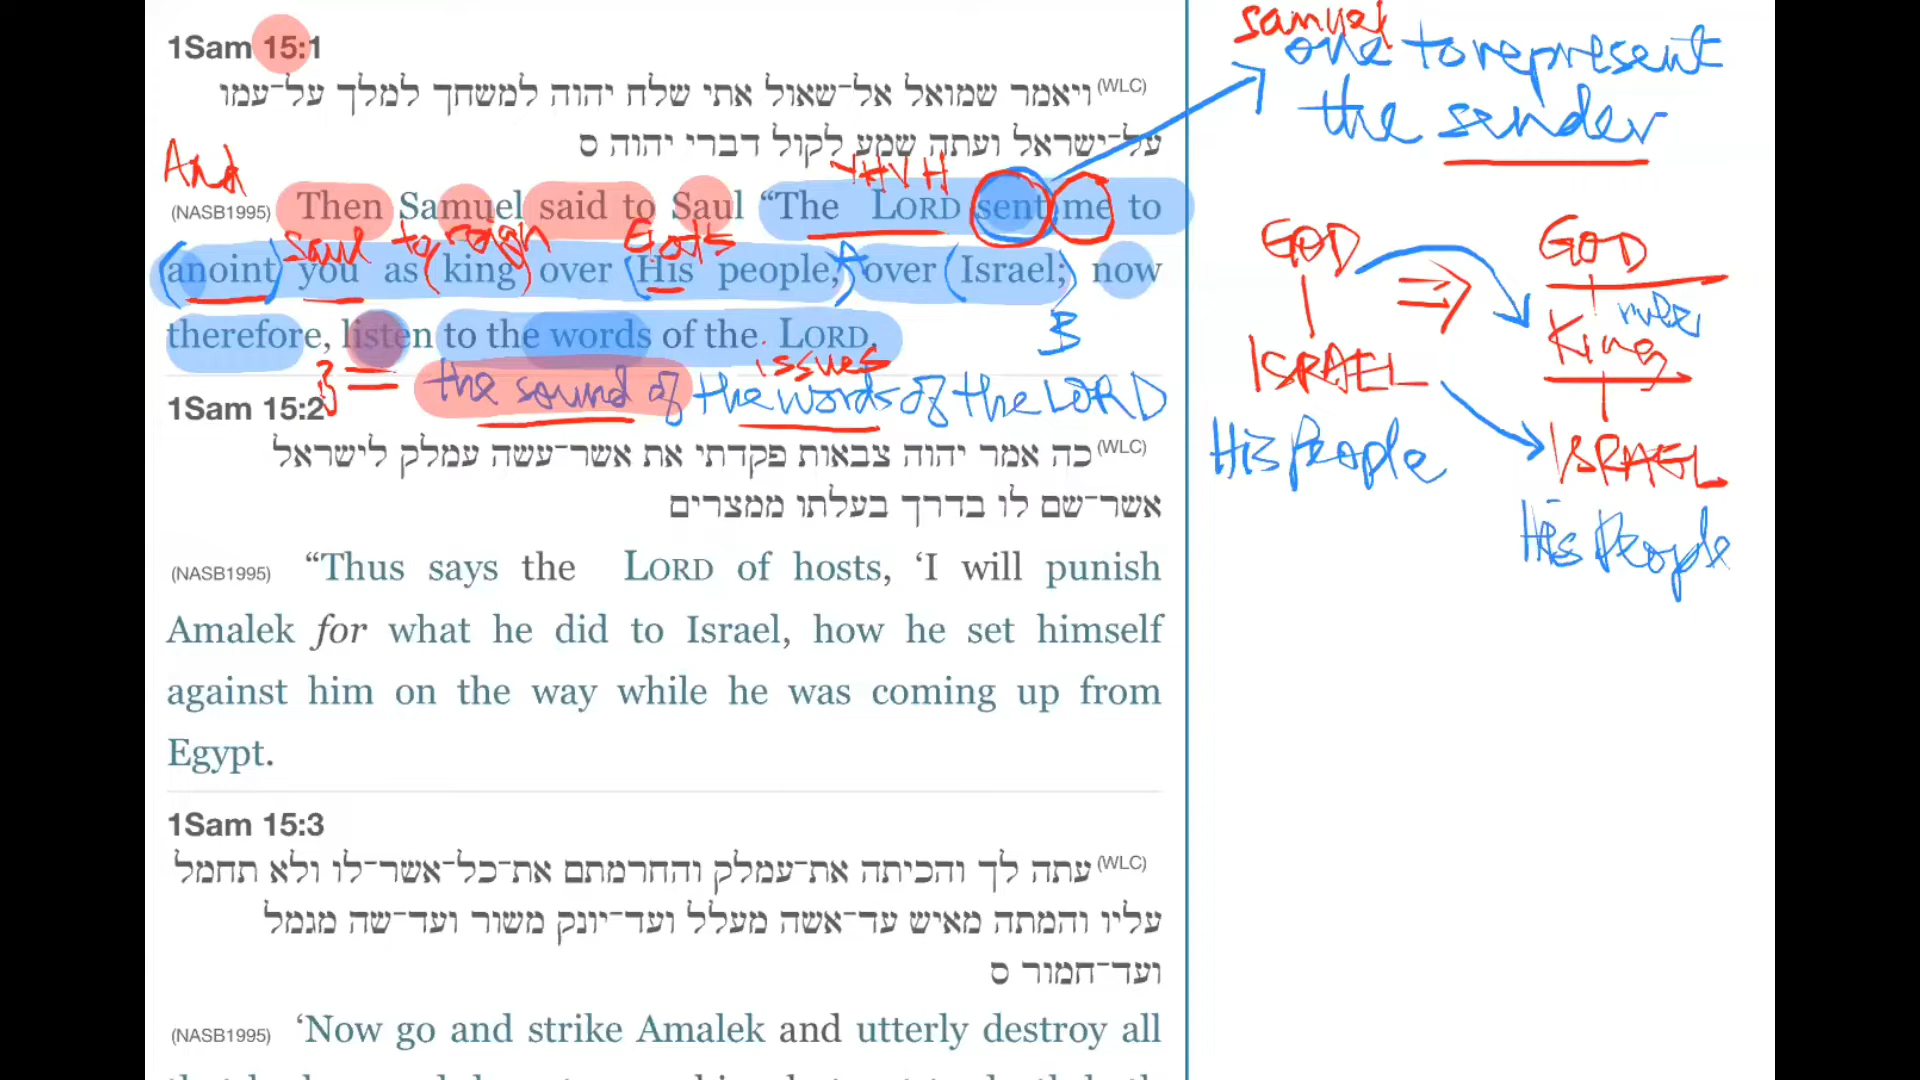 1Sam 15:1
(WLC) ויאמר שמואל אל־שאול אתי שלח יהוה למשחך למלך על־עמו
על־ישראל ועתה שמע לקול דברי יהוה ס
And
YHVH
(NASB1995) Then Samuel said to Saul “The LORD sent me to
saul to reign God's
(anoint) you as (king) over (His people, A over (Israel;) now
B
therefore, listen to the words of the LORD.
issues
3 = the sound of the words of the LORD
1Sam 15:2
(WLC) כה אמר יהוה צבאות פקדתי את אשר־עשה עמלק לישראל
אשר־שם לו בדרך בעלתו ממצרים
(NASB1995) “Thus says the LORD of hosts, ‘I will punish
Amalek for what he did to Israel, how he set himself
against him on the way while he was coming up from
Egypt.
1Sam 15:3
(WLC) עתה לך והכיתה את־עמלק והחרמתם את־כל־אשר־לו ולא תחמל
עליו והמתה מאיש עד־אשה מעלל ועד־יונק משור ועד־שה מגמל
ועד־חמור ס
(NASB1995) ‘Now go and strike Amalek and utterly destroy all
samuel
one to represent
the sender
GOD
ISRAEL
His People
GOD
King
ISRAEL
His People